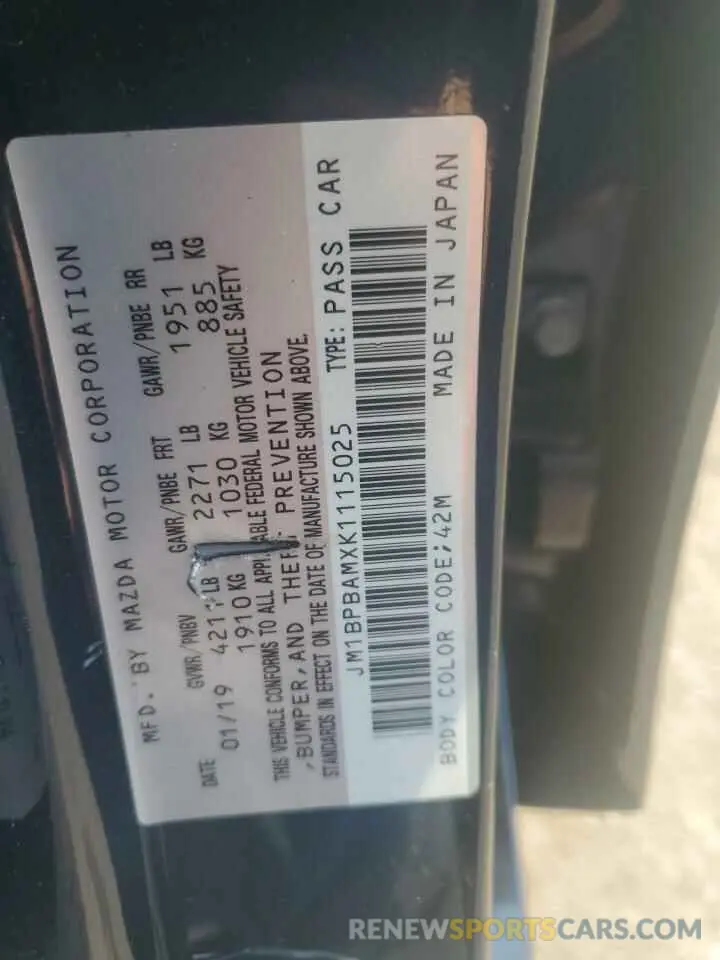 MFD. BY MAZDA MOTOR CORPORATION
DATE GVWR/PNBV GAWR/PNBE FRT GAWR/PNBE RR
01/19 421 LB 2271 LB 1951 LB
1910 KG 1030 KG 885 KG
THIS VEHICLE CONFORMS TO ALL FEDERAL MOTOR VEHICLE SAFETY
BUMPER, AND PREVENTION
STANDARDS IN EFFECT ON THE DATE OF MANUFACTURE SHOWN ABOVE.
JM1BPBAMXK1115025 TYPE: PASS CAR
BODY COLOR CODE;42M MADE IN JAPAN
RENEWSPORTSCARS.COM